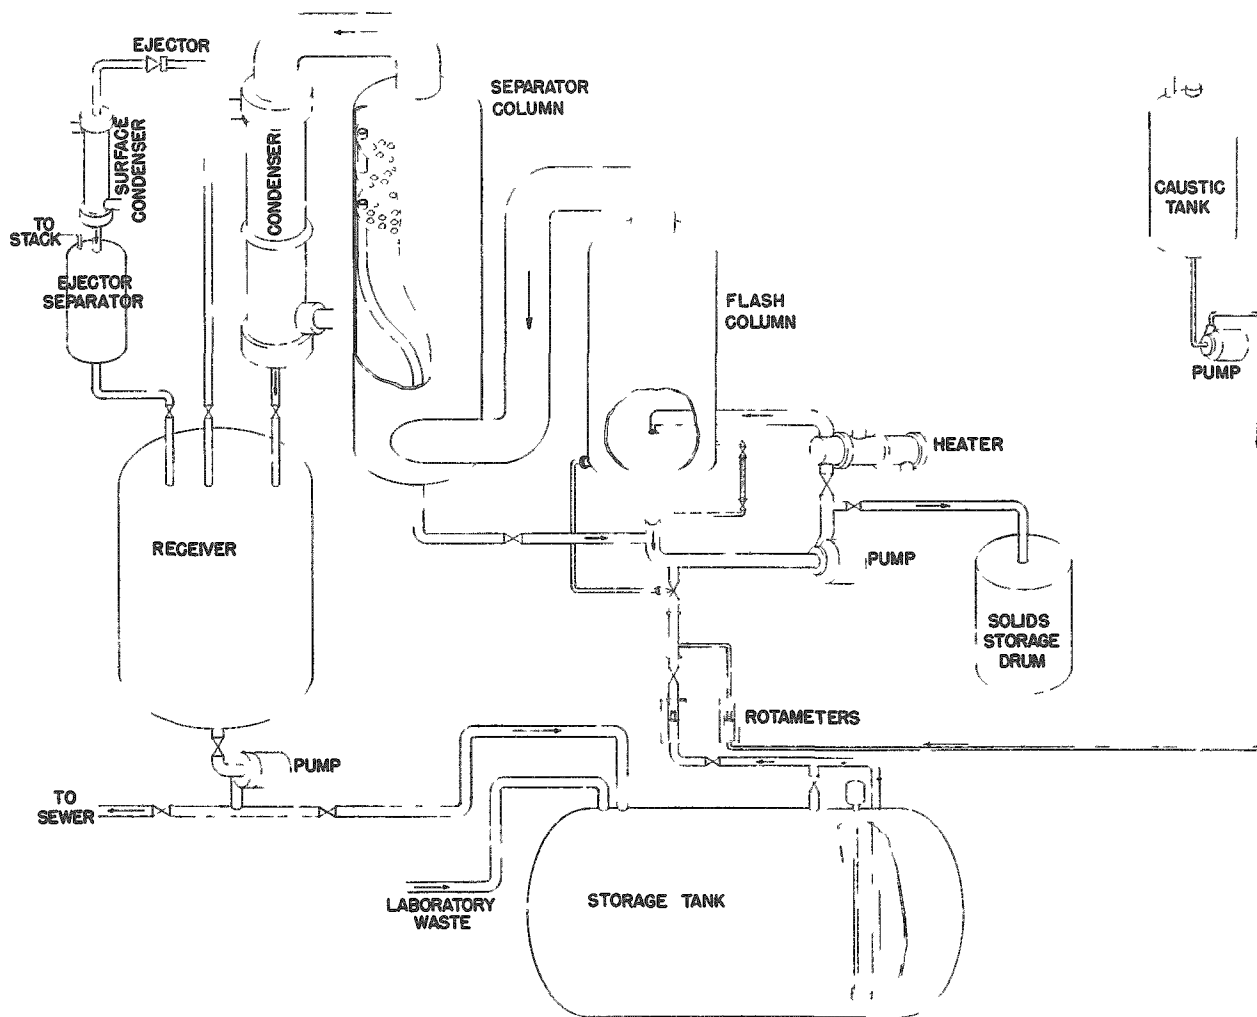 EJECTOR
SURFACE
CONDENSER
TO
STACK
EJECTOR
SEPARATOR
CONDENSER
SEPARATOR
COLUMN
FLASH
COLUMN
CAUSTIC
TANK
PUMP
HEATER
RECEIVER
PUMP
SOLIDS
STORAGE
DRUM
ROTAMETERS
PUMP
TO
SEWER
LABORATORY
WASTE
STORAGE TANK